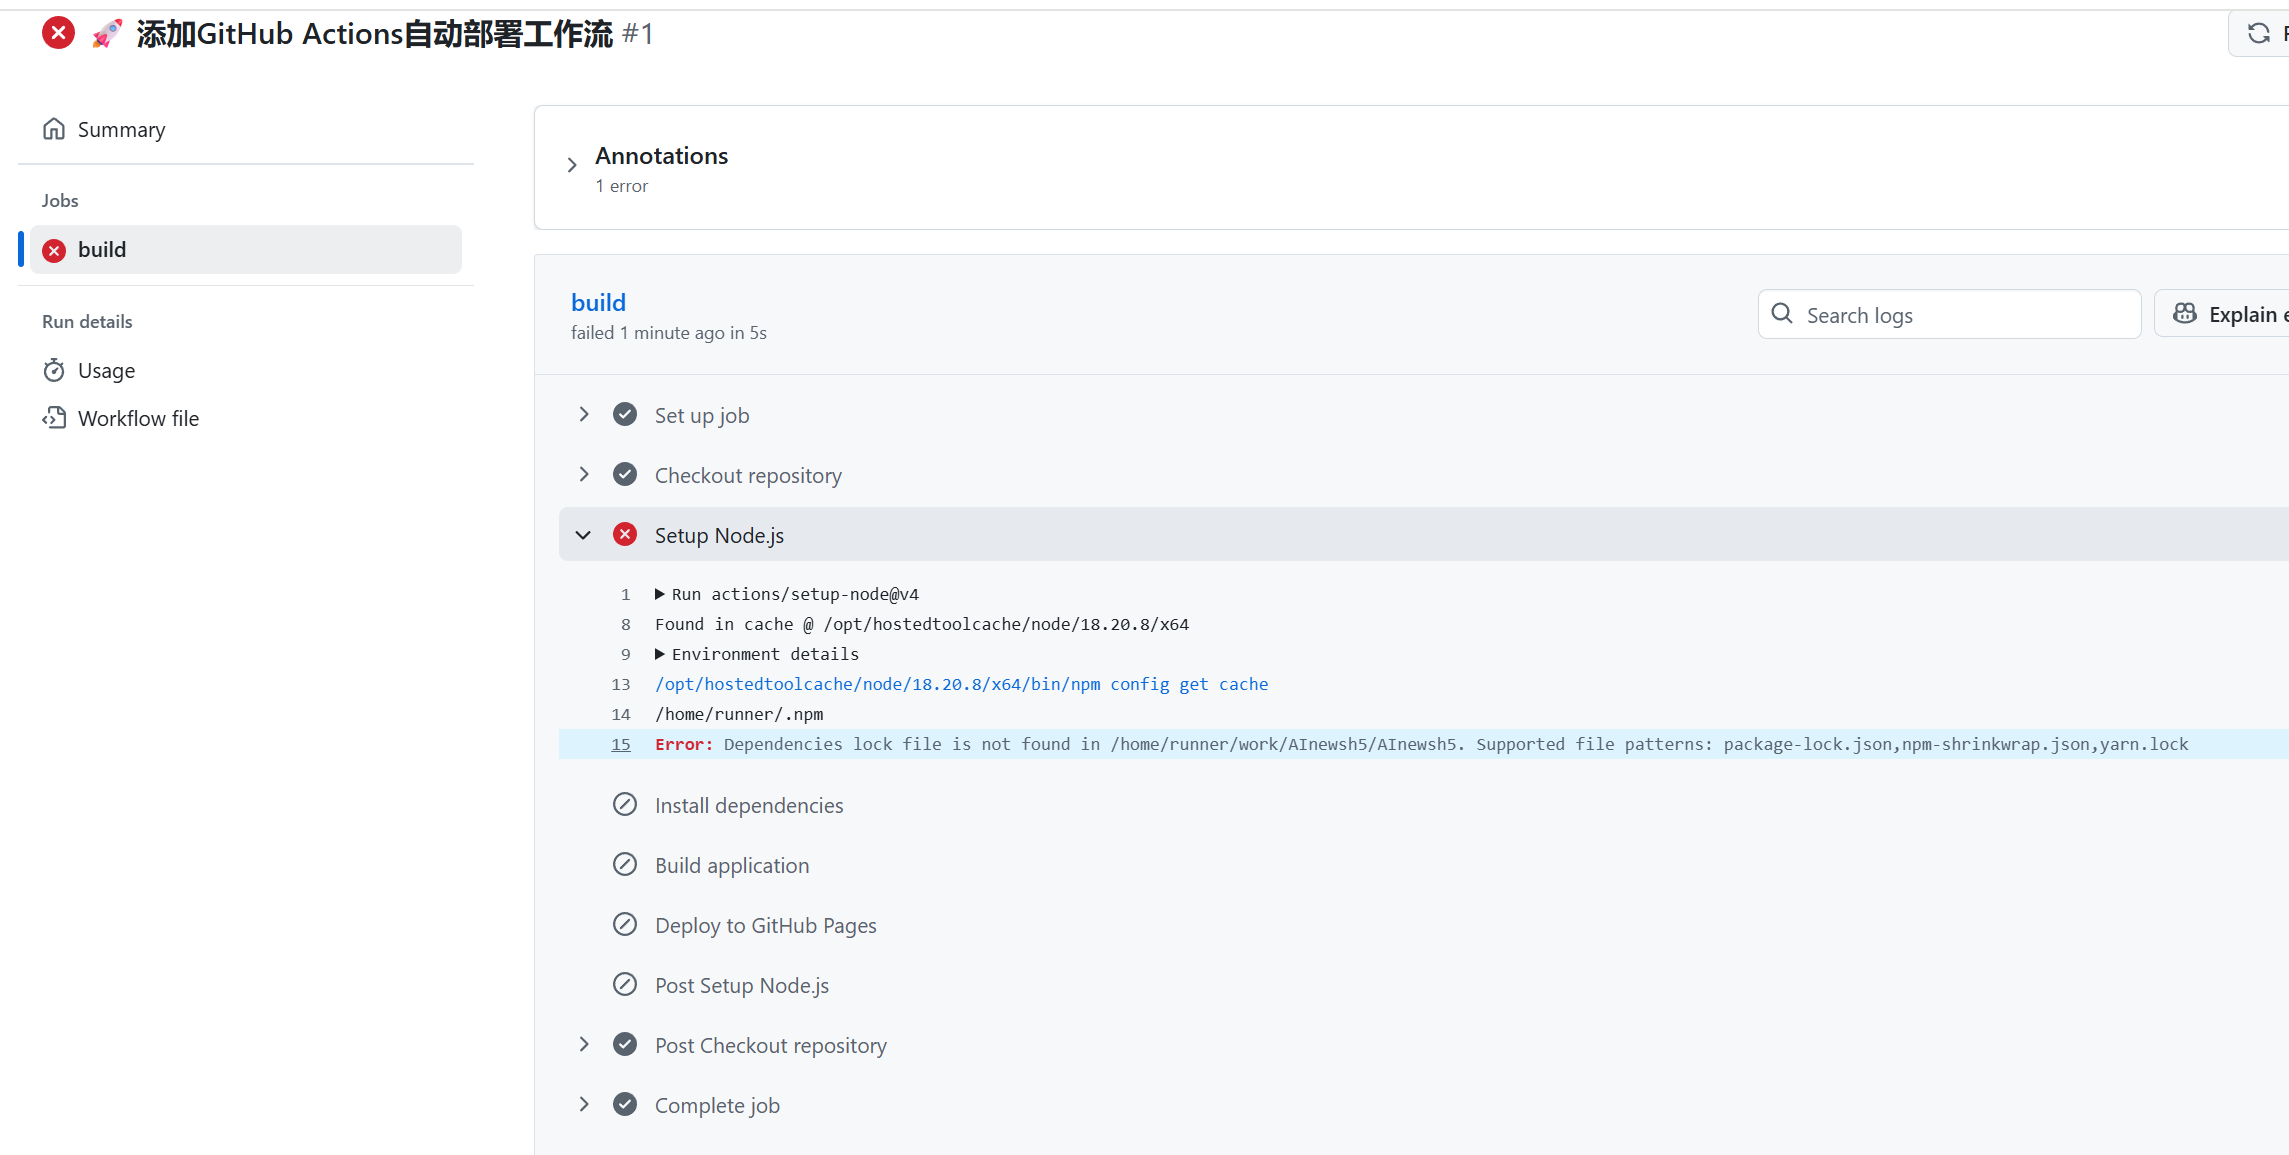 🚀 添加GitHub Actions自动部署工作流 #1
Summary
Jobs
build
Run details
Usage
Workflow file
Annotations
1 error
build
failed 1 minute ago in 5s
Search logs
Explain
Set up job
Checkout repository
Setup Node.js
1 ▶ Run actions/setup-node@v4
8 Found in cache @ /opt/hostedtoolcache/node/18.20.8/x64
9 ▶ Environment details
13 /opt/hostedtoolcache/node/18.20.8/x64/bin/npm config get cache
14 /home/runner/.npm
15 Error: Dependencies lock file is not found in /home/runner/work/AInewsh5/AInewsh5. Supported file patterns: package-lock.json,npm-shrinkwrap.json,yarn.lock
Install dependencies
Build application
Deploy to GitHub Pages
Post Setup Node.js
Post Checkout repository
Complete job